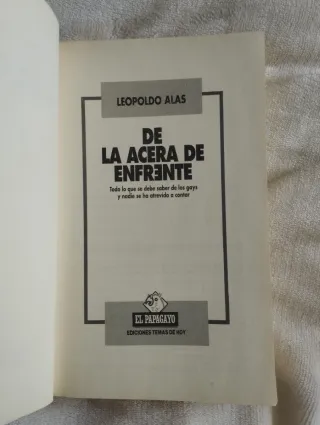 LEOPOLDO ALAS
DE
LA ACERA DE
ENFRENTE
Todo lo que se debe saber de los gays
y nadie se ha atrevido a contar
EL PAPAGAYO
EDICIONES TEMAS DE HOY